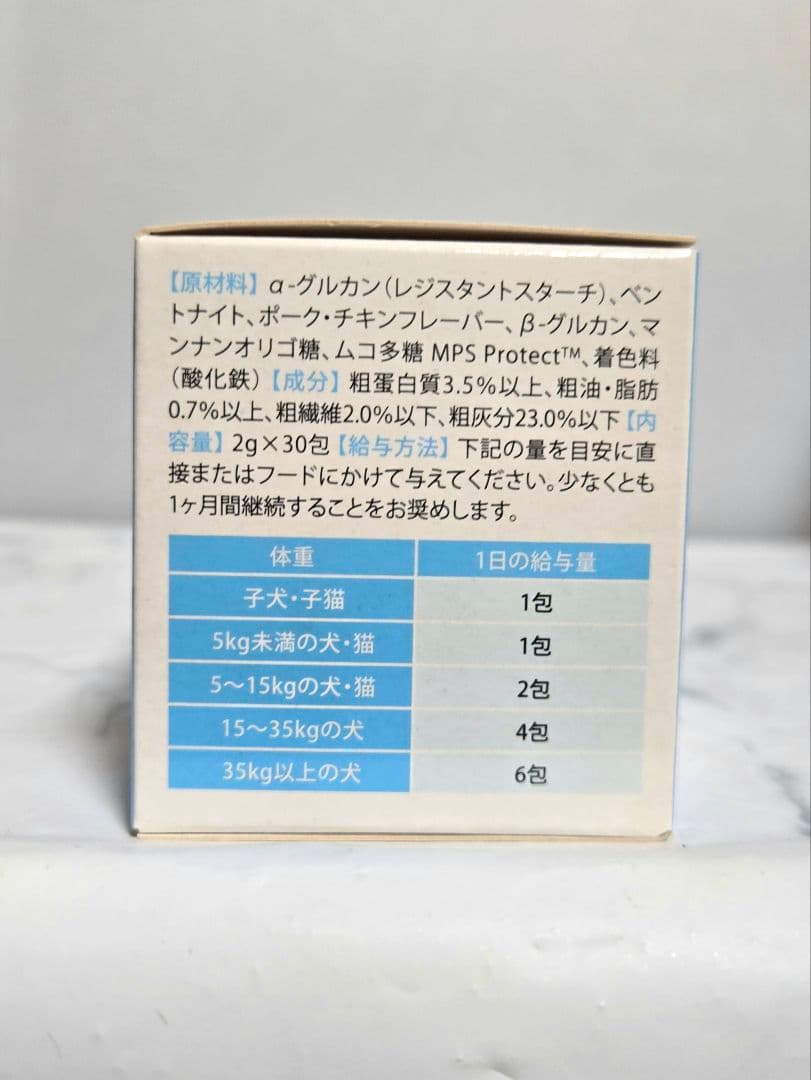 【原材料】α-グルカン（レジスタントスターチ）、ベン
トナイト、ポーク・チキンフレーバー、β-グルカン、マ
ンナンオリゴ糖、ムコ多糖 MPS Protect™、着色料
（酸化鉄）【成分】粗蛋白質3.5%以上、粗油・脂肪
0.7%以上、粗繊維2.0%以下、粗灰分23.0%以下【内
容量】2g×30包【給与方法】下記の量を目安に直
接またはフードにかけて与えてください。少なくとも
1ヶ月間継続することをお奨めします。
体重 1日の給与量
子犬・子猫 1包
5kg未満の犬・猫 1包
5〜15kgの犬・猫 2包
15〜35kgの犬 4包
35kg以上の犬 6包